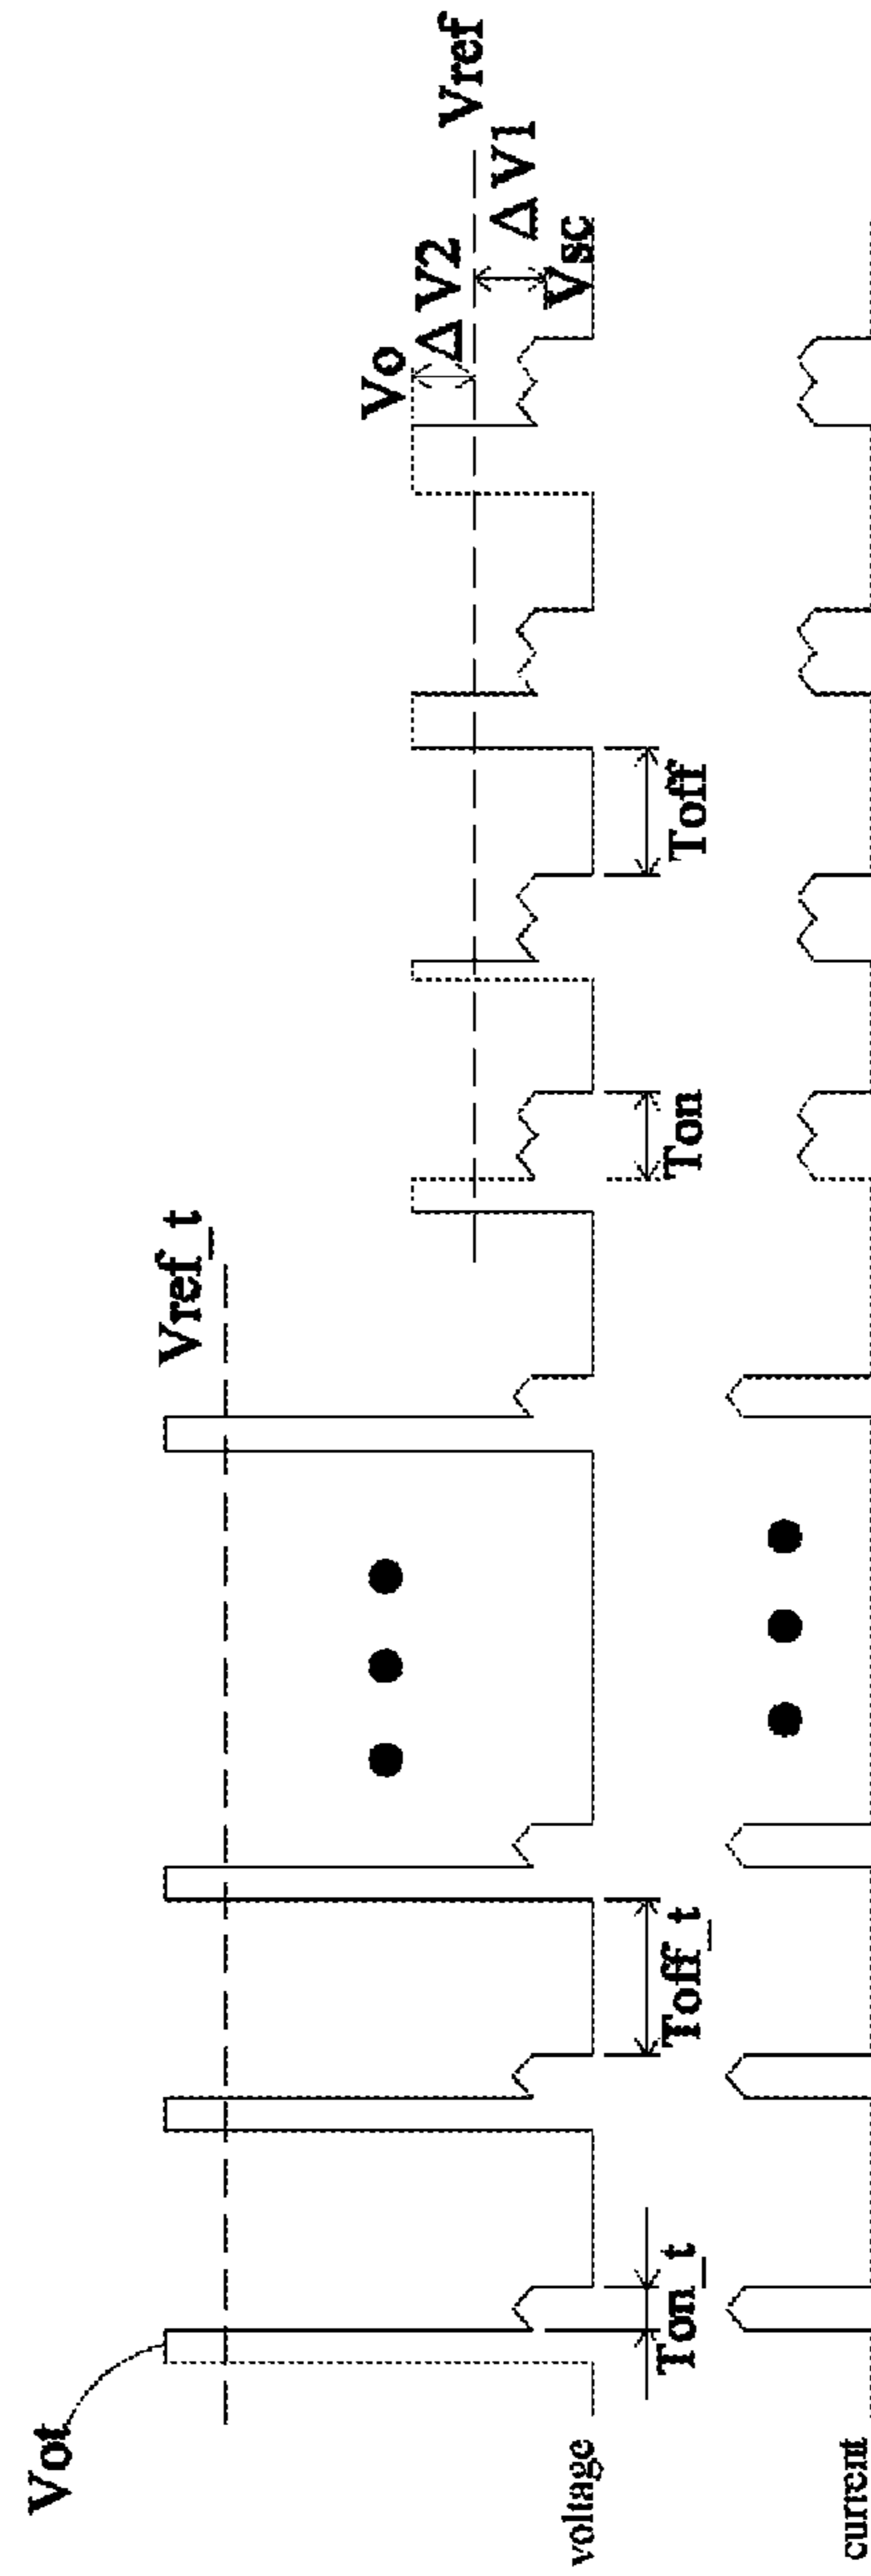 Vot
Vref_t
Vo
Vref
ΔV2
ΔV1
Vsc
voltage
Ton_t
Toff_t
Ton
Toff
current